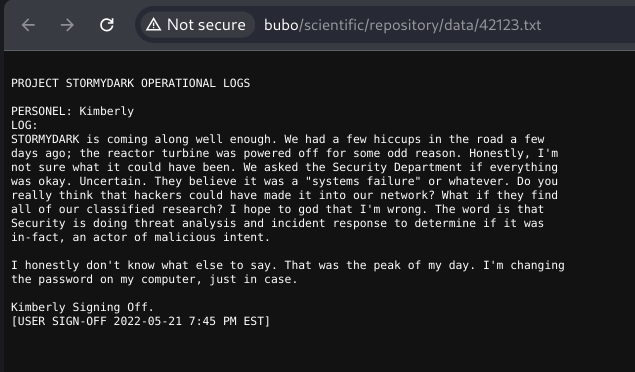 Not secure bubo/scientific/repository/data/42123.txt
PROJECT STORMYDARK OPERATIONAL LOGS
PERSONEL: Kimberly
LOG:
STORMYDARK is coming along well enough. We had a few hiccups in the road a few
days ago; the reactor turbine was powered off for some odd reason. Honestly, I'm
not sure what it could have been. We asked the Security Department if everything
was okay. Uncertain. They believe it was a "systems failure" or whatever. Do you
really think that hackers could have made it into our network? What if they find
all of our classified research? I hope to god that I'm wrong. The word is that
Security is doing threat analysis and incident response to determine if it was
in-fact, an actor of malicious intent.
I honestly don't know what else to say. That was the peak of my day. I'm changing
the password on my computer, just in case.
Kimberly Signing Off.
[USER SIGN-OFF 2022-05-21 7:45 PM EST]